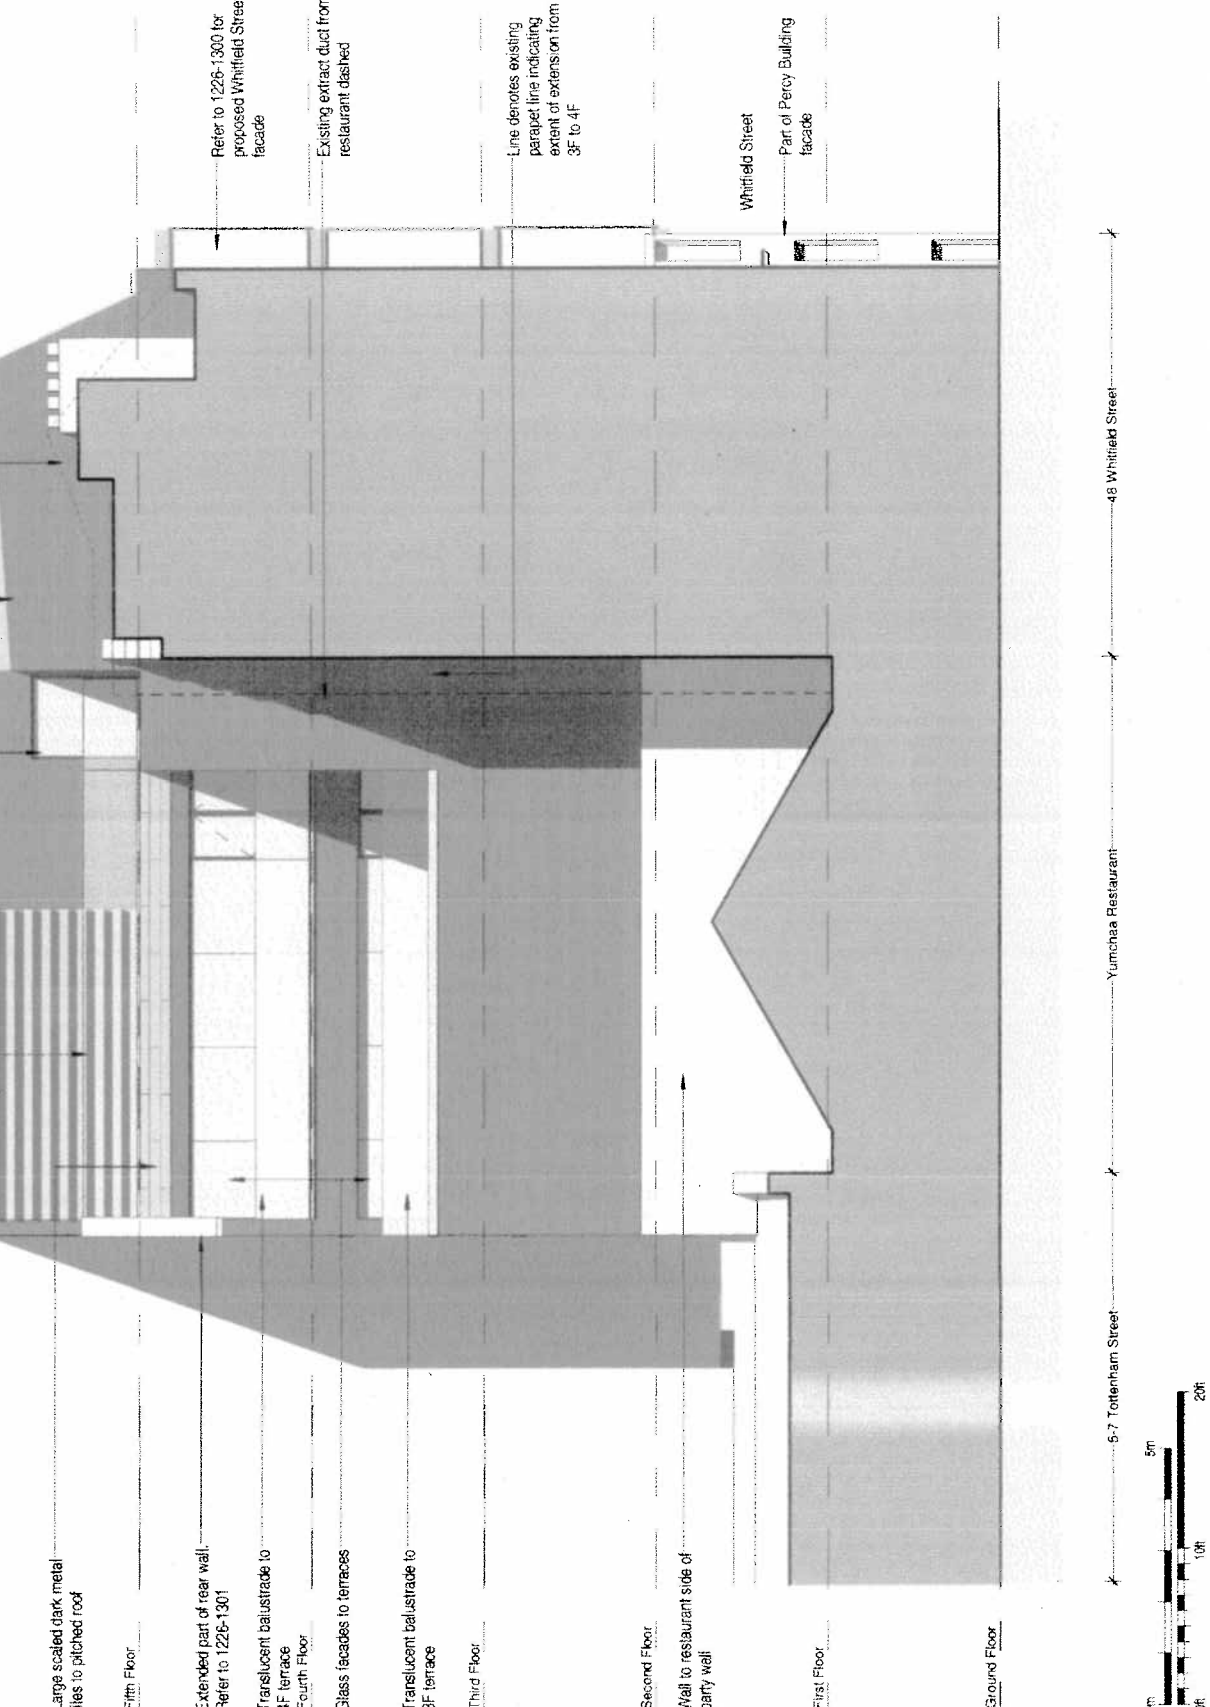 Refer to 1226-1300 for
proposed Whitfield Stree
facade
Existing extract duct from
restaurant dashed
Line denotes existing
parapet line indicating
extent of extension from
3F to 4F
Whitfield Street
Part of Percy Building
facade
Large scaled dark metal
tiles to pitched roof
Fifth Floor
Extended part of rear wall.
Refer to 1226-1301
Translucent balustrade to
4F terrace
Fourth Floor
Glass facades to terraces
Translucent balustrade to
3F terrace
Third Floor
Second Floor
Wall to restaurant side of
party wall
First Floor
Ground Floor
5-7 Tottenham Street
Yumchaa Restaurant
48 Whitfield Street
5m
10ft
20ft